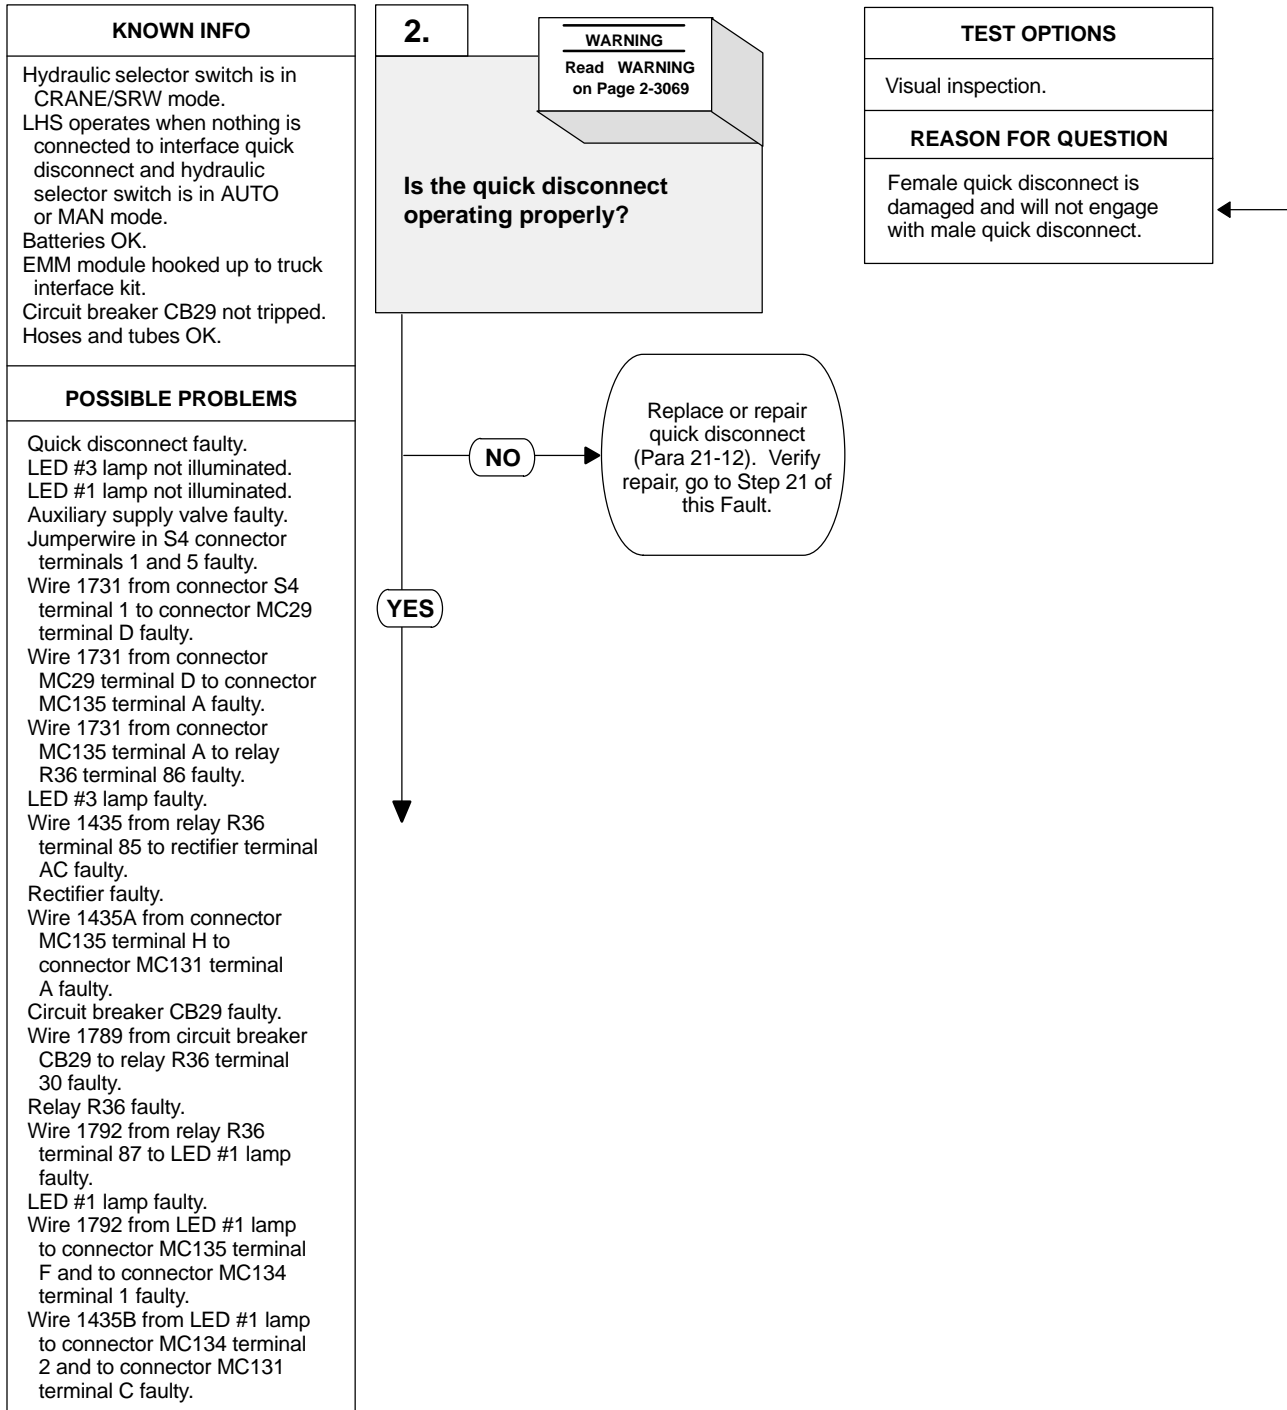 KNOWN INFO
Hydraulic selector switch is in
CRANE/SRW mode.
LHS operates when nothing is
connected to interface quick
disconnect and hydraulic
selector switch is in AUTO
or MAN mode.
Batteries OK.
EMM module hooked up to truck
interface kit.
Circuit breaker CB29 not tripped.
Hoses and tubes OK.
POSSIBLE PROBLEMS
Quick disconnect faulty.
LED #3 lamp not illuminated.
LED #1 lamp not illuminated.
Auxiliary supply valve faulty.
Jumperwire in S4 connector
terminals 1 and 5 faulty.
Wire 1731 from connector S4
terminal 1 to connector MC29
terminal D faulty.
Wire 1731 from connector
MC29 terminal D to connector
MC135 terminal A faulty.
Wire 1731 from connector
MC135 terminal A to relay
R36 terminal 86 faulty.
LED #3 lamp faulty.
Wire 1435 from relay R36
terminal 85 to rectifier terminal
AC faulty.
Rectifier faulty.
Wire 1435A from connector
MC135 terminal H to
connector MC131 terminal
A faulty.
Circuit breaker CB29 faulty.
Wire 1789 from circuit breaker
CB29 to relay R36 terminal
30 faulty.
Relay R36 faulty.
Wire 1792 from relay R36
terminal 87 to LED #1 lamp
faulty.
LED #1 lamp faulty.
Wire 1792 from LED #1 lamp
to connector MC135 terminal
F and to connector MC134
terminal 1 faulty.
Wire 1435B from LED #1 lamp
to connector MC134 terminal
2 and to connector MC131
terminal C faulty.
2.
WARNING
Read WARNING
on Page 2-3069
Is the quick disconnect
operating properly?
NO
Replace or repair
quick disconnect
(Para 21-12). Verify
repair, go to Step 21 of
this Fault.
YES
TEST OPTIONS
Visual inspection.
REASON FOR QUESTION
Female quick disconnect is
damaged and will not engage
with male quick disconnect.